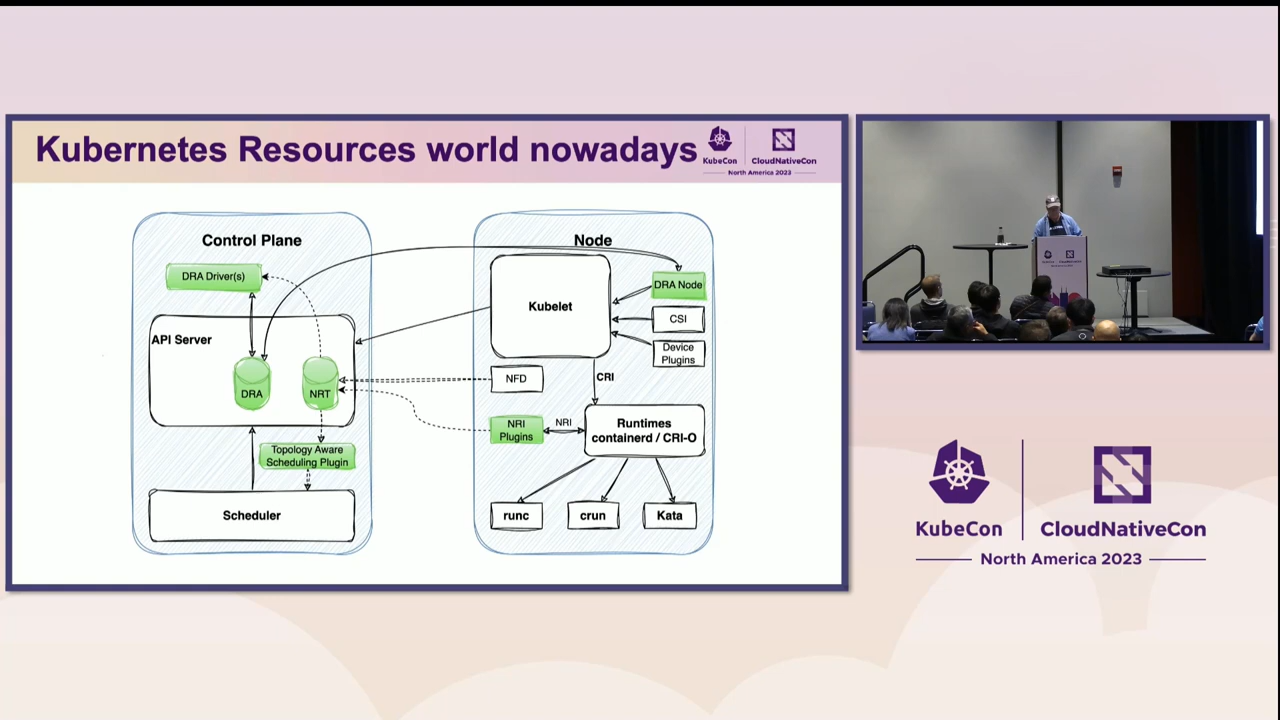 Kubernetes Resources world nowadays
KubeCon
CloudNativeCon
North America 2023
Control Plane
DRA Driver(s)
API Server
DRA
NRT
Topology Aware
Scheduling Plugin
Scheduler
Node
Kubelet
DRA Node
CSI
Device
Plugins
NFD
CRI
NRI
Plugins
NRI
Runtimes
containerd / CRI-O
runc
crun
Kata
KubeCon
CloudNativeCon
North America 2023